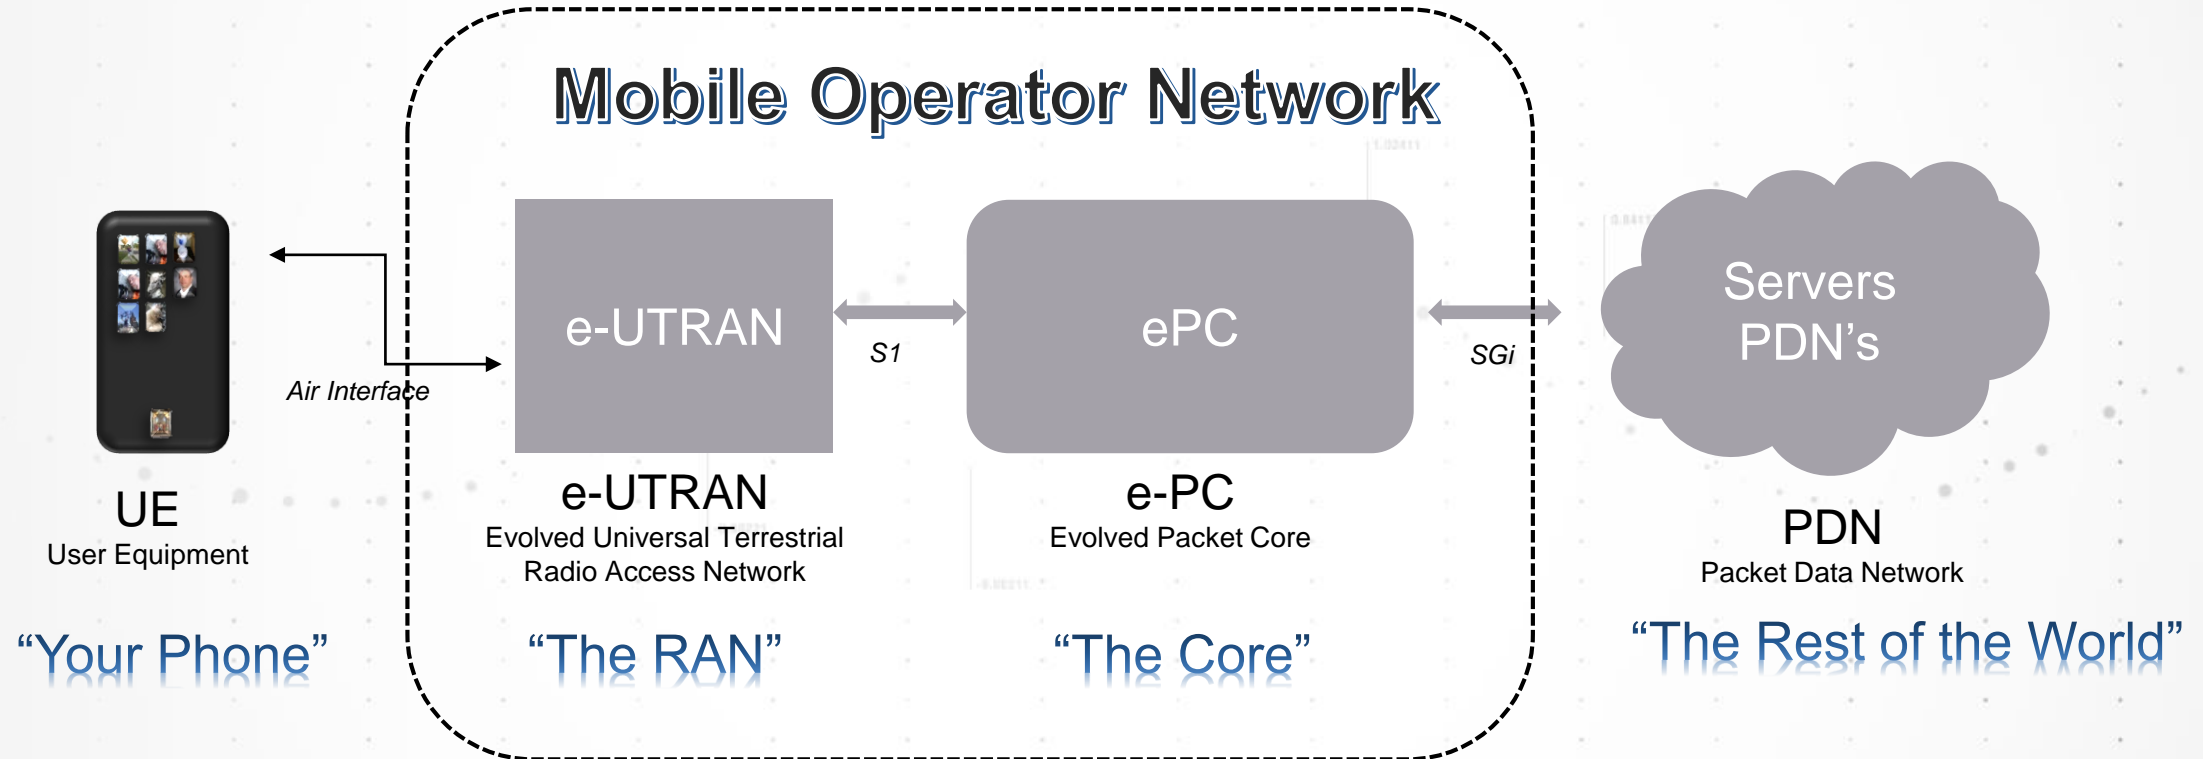 Mobile Operator Network
e-UTRAN
ePC
Servers
PDN's
S1
SGi
Air Interface
UE
User Equipment
e-UTRAN
Evolved Universal Terrestrial
Radio Access Network
e-PC
Evolved Packet Core
PDN
Packet Data Network
“Your Phone”
“The RAN”
“The Core”
“The Rest of the World”
1.02411